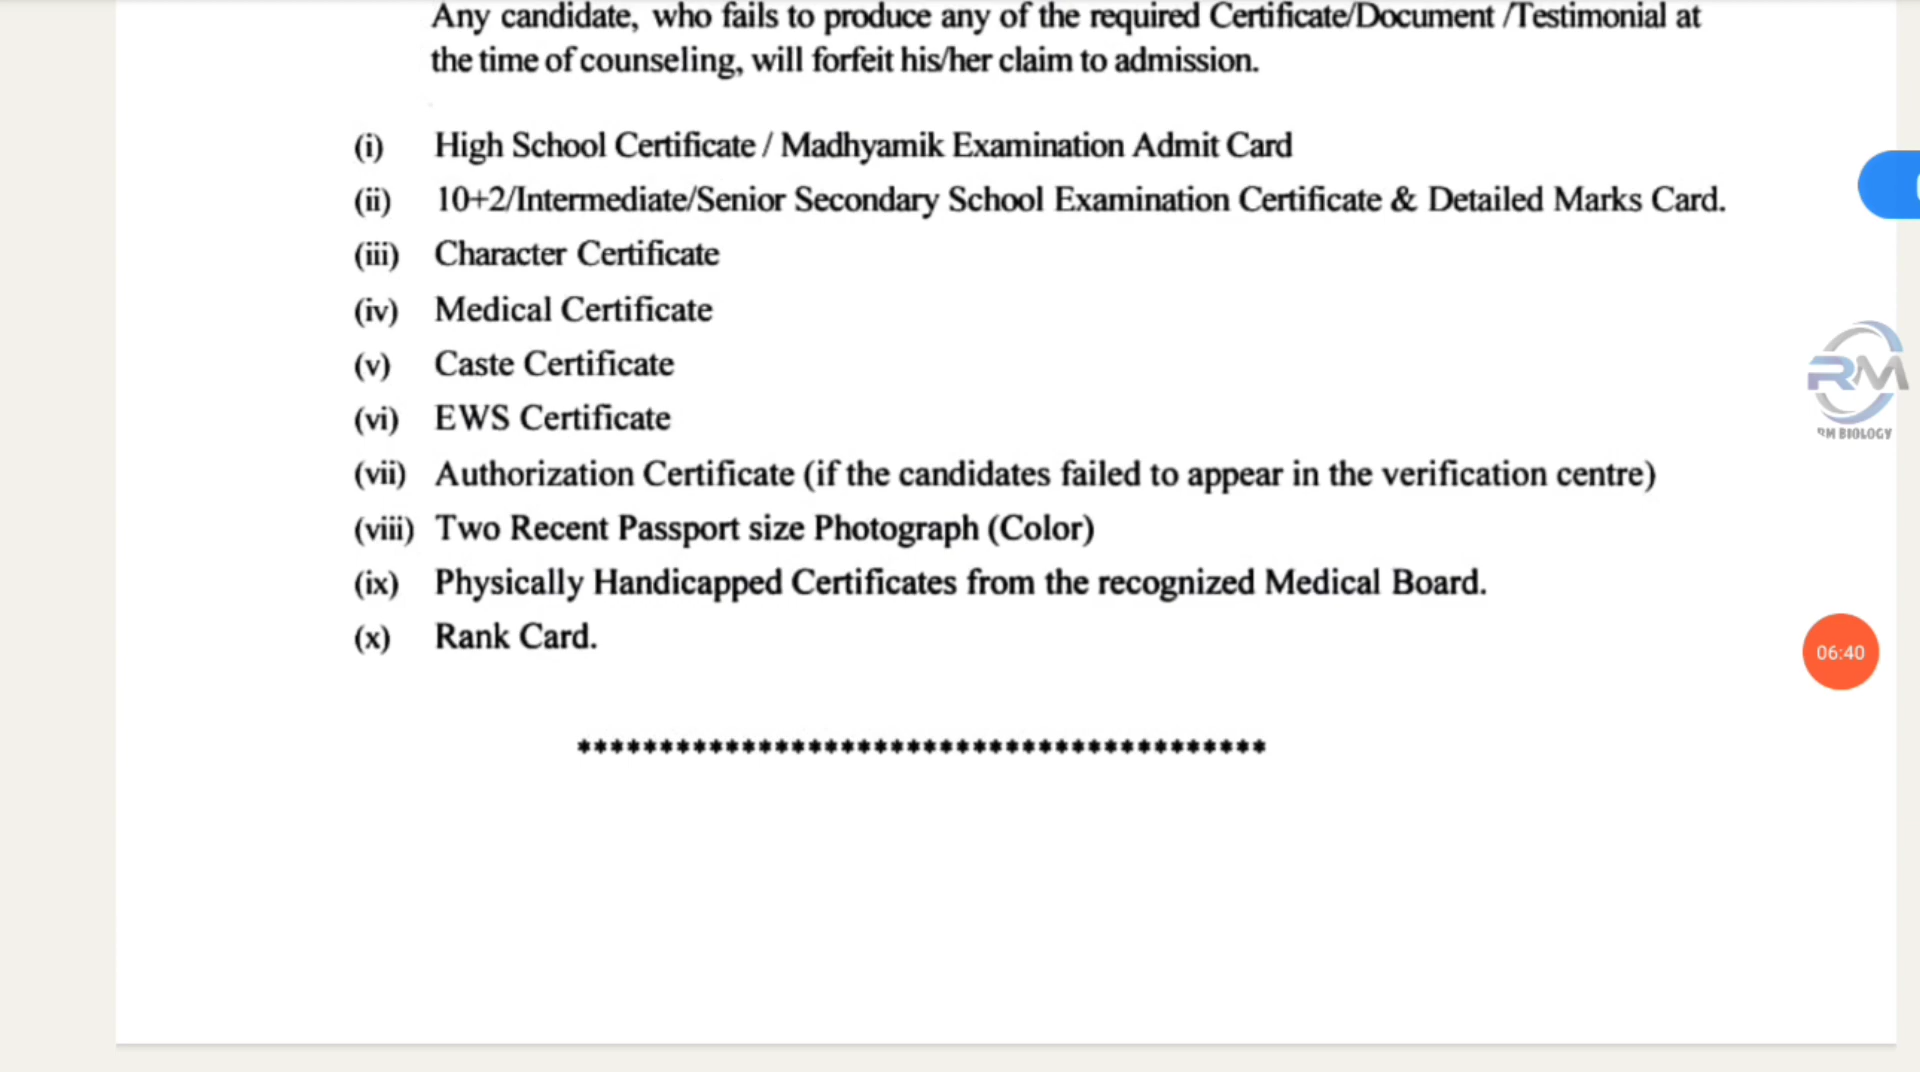 Any candidate, who fails to produce any of the required Certificate/Document /Testimonial at
the time of counseling, will forfeit his/her claim to admission.
(i) High School Certificate / Madhyamik Examination Admit Card
(ii) 10+2/Intermediate/Senior Secondary School Examination Certificate & Detailed Marks Card.
(iii) Character Certificate
(iv) Medical Certificate
(v) Caste Certificate
(vi) EWS Certificate
(vii) Authorization Certificate (if the candidates failed to appear in the verification centre)
(viii) Two Recent Passport size Photograph (Color)
(ix) Physically Handicapped Certificates from the recognized Medical Board.
(x) Rank Card.
******************************************
RM
RM BIOLOGY
06:40